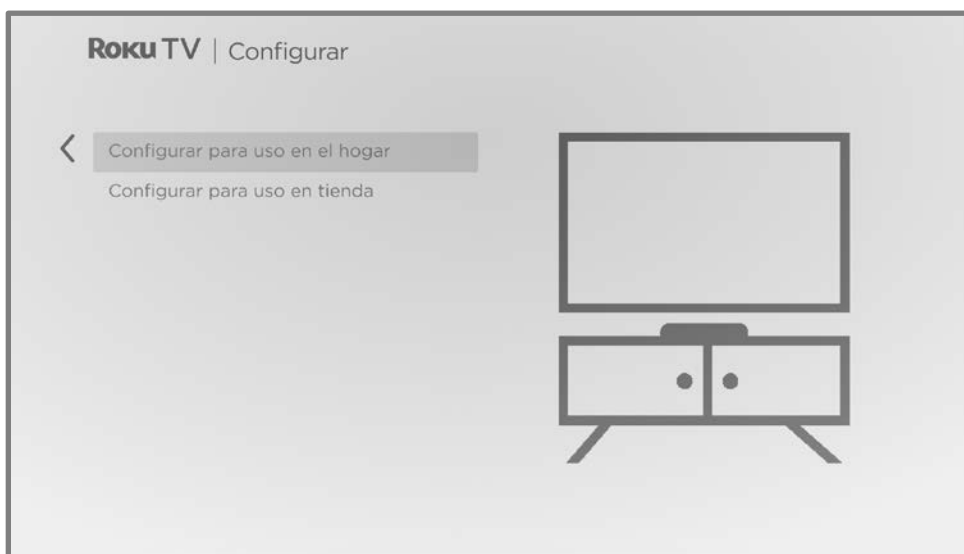 Roku TV | Configurar
Configurar para uso en el hogar
Configurar para uso en tienda